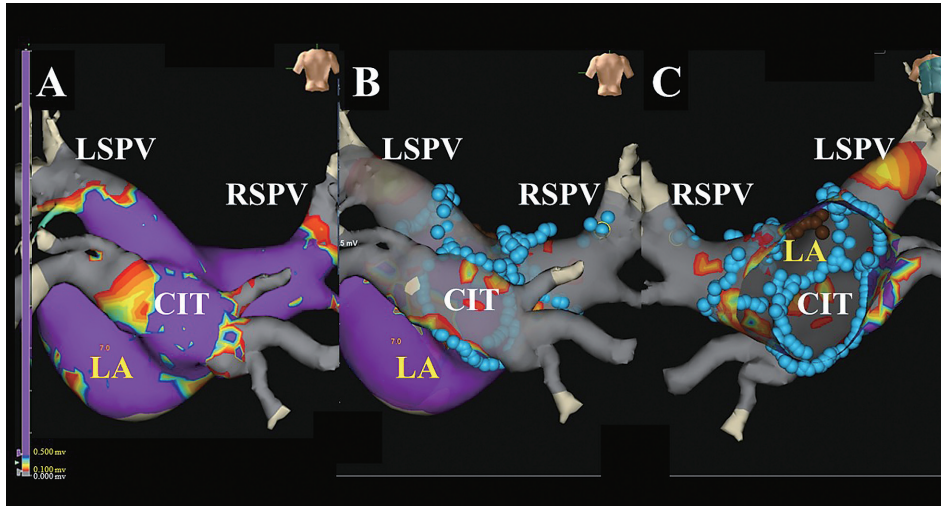 A
B
C
LSPV
LSPV
LSPV
RSPV
RSPV
RSPV
5 mV
CIT
CIT
CIT
LA
7.0
LA
7.0
LA
0.500 mv
0.100 mv
0.000 mv